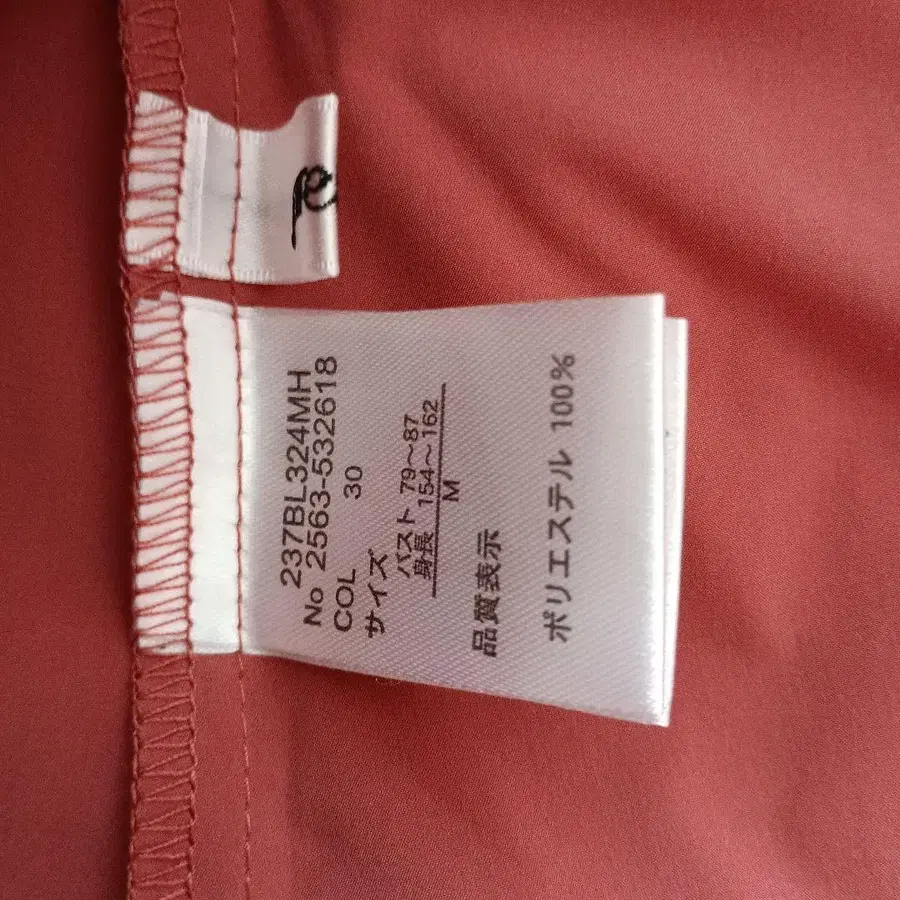 237BL324MH
No 2563-532618
COL 30
サイズ
バスト 79～87
身長 154～162
M
品質表示
ポリエステル 100%